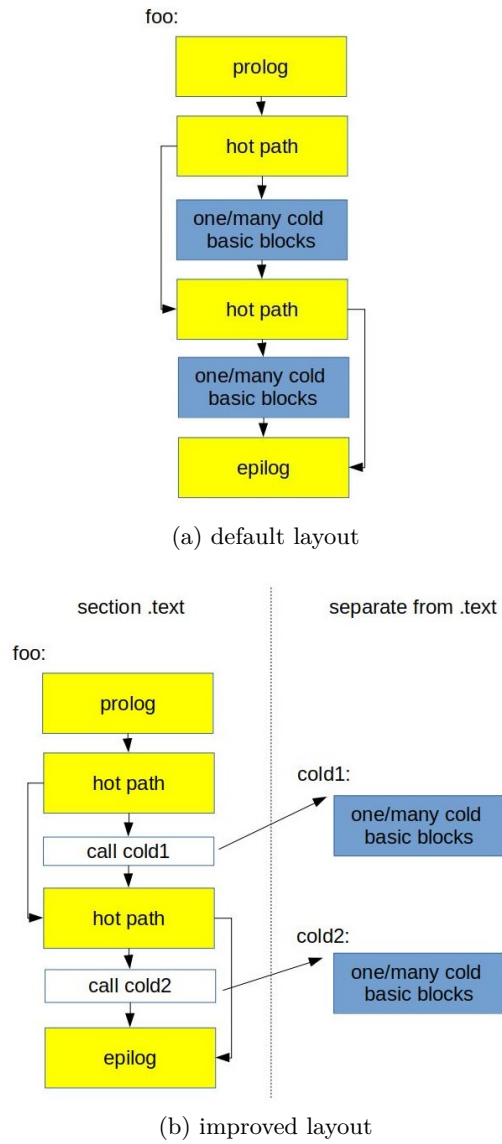 foo:
prolog
hot path
one/many cold
basic blocks
hot path
one/many cold
basic blocks
epilog
(a) default layout
section .text
separate from .text
foo:
prolog
hot path
cold1:
one/many cold
basic blocks
call cold1
hot path
cold2:
call cold2
one/many cold
basic blocks
epilog
(b) improved layout